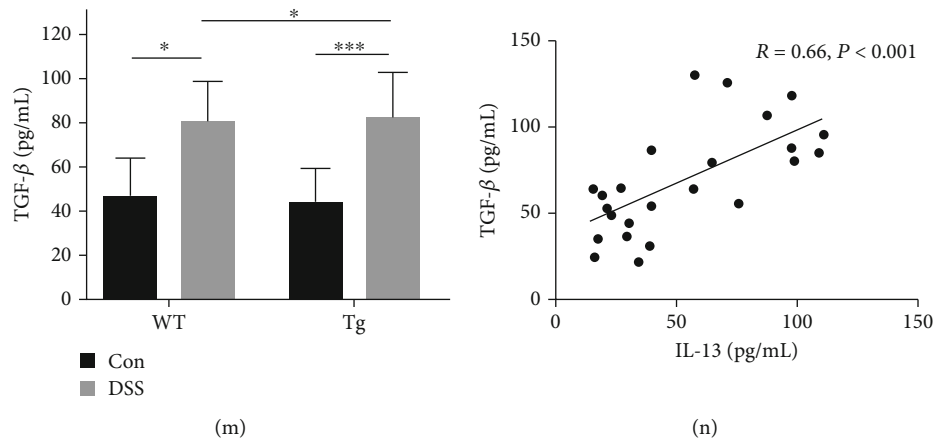 *
*
***
TGF-β (pg/mL)
120
100
80
60
40
20
0
WT
Tg
Con
DSS
(m)
R = 0.66, P < 0.001
TGF-β (pg/mL)
150
100
50
0
0
50
100
150
IL-13 (pg/mL)
(n)